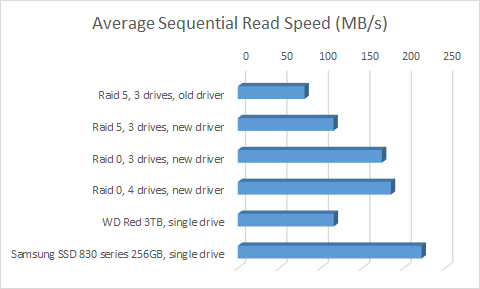 Average Sequential Read Speed (MB/s)
0 50 100 150 200 250
Raid 5, 3 drives, old driver
Raid 5, 3 drives, new driver
Raid 0, 3 drives, new driver
Raid 0, 4 drives, new driver
WD Red 3TB, single drive
Samsung SSD 830 series 256GB, single drive